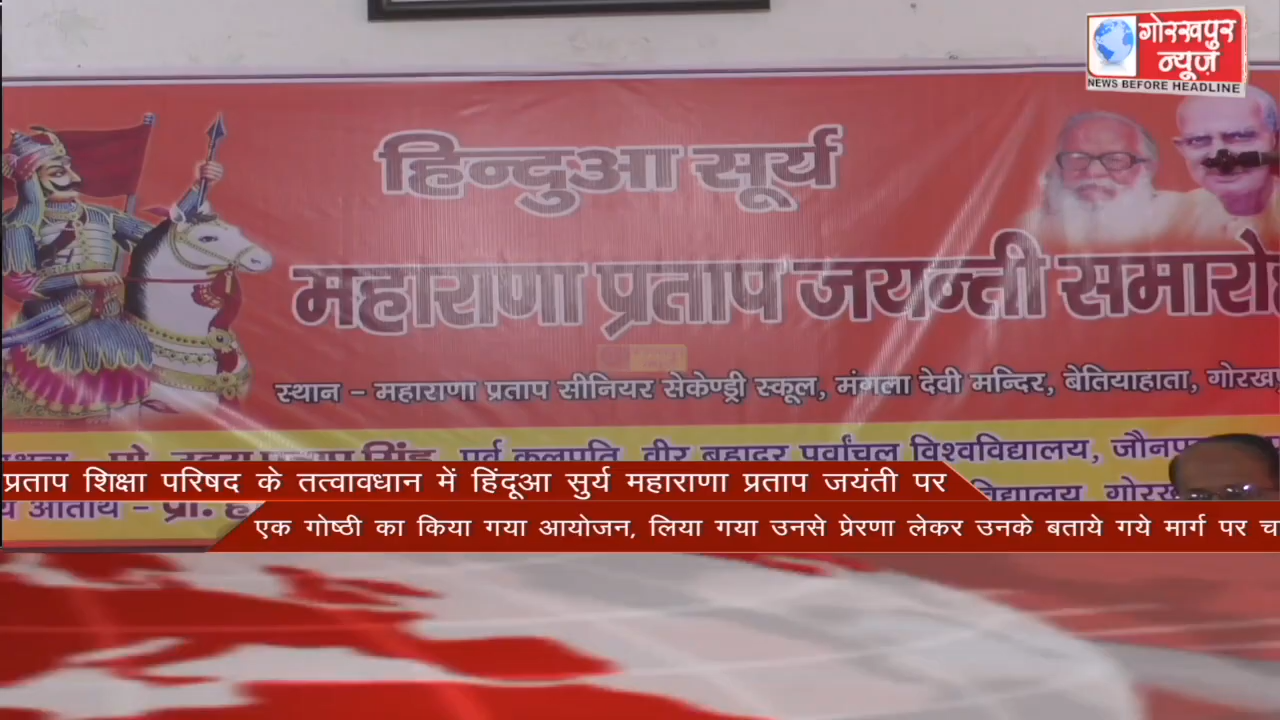 गोरखपुर
न्यूज़
NEWS BEFORE HEADLINE
हिन्दुआ सूर्य
महाराणा प्रताप जयन्ती समारोह
स्थान – महाराणा प्रताप सीनियर सेकेण्ड्री स्कूल, मंगला देवी मन्दिर, बेतियाहाता, गोरखप
पूर्व कुलपति, वीर बहादुर पूर्वांचल विश्वविद्यालय, जौनपु
प्रताप शिक्षा परिषद के तत्वावधान में हिंदूआ सुर्य महाराणा प्रताप जयंती पर
एक गोष्ठी का किया गया आयोजन, लिया गया उनसे प्रेरणा लेकर उनके बताये गये मार्ग पर च